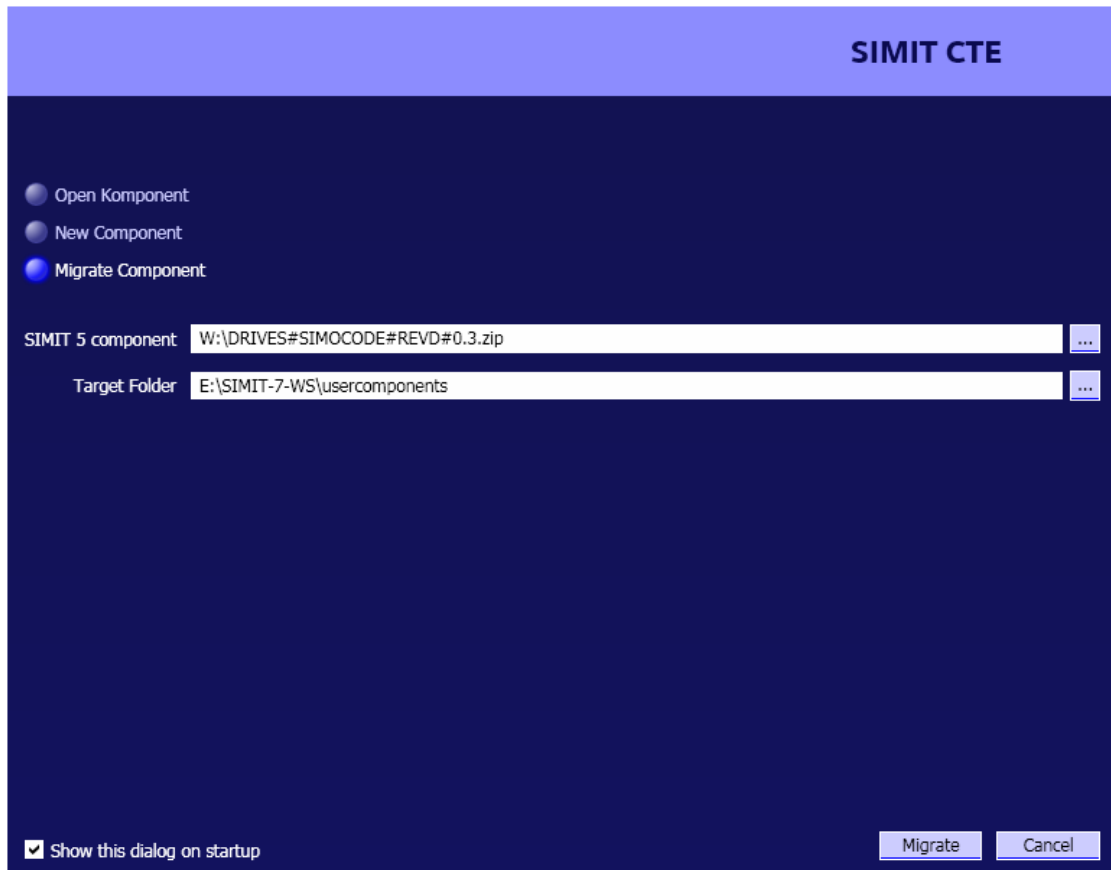 SIMIT CTE
Open Komponent
New Component
Migrate Component
SIMIT 5 component W:\DRIVES#SIMOCODE#REVD#0.3.zip ...
Target Folder E:\SIMIT-7-WS\usercomponents ...
Show this dialog on startup Migrate Cancel